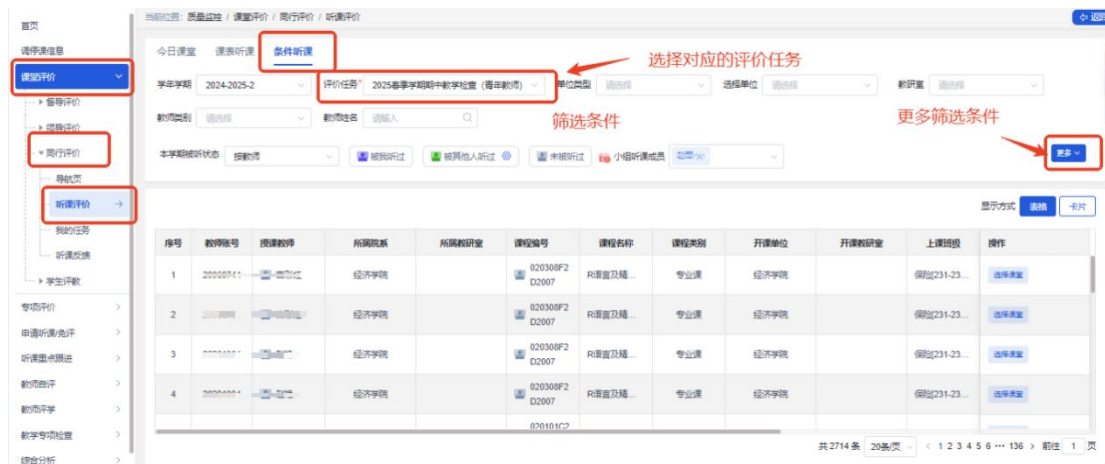 首页
调停课信息
课堂评价
督导评价
领导评价
同行评价
导航页
听课评价
我的任务
听课反馈
学生评教
专项评价
申请听课/免评
听课重点跟进
教师自评
教师评学
教学专项检查
综合分析
当前位置: 质量监控 / 课堂评价 / 同行评价 / 听课评价
返回
今日课堂 课表听课 条件听课
选择对应的评价任务
学年学期 2024-2025-2 评价任务* 2025春季学期期中教学检查 (青年教师) 单位类型 请选择 选择单位 请选择 教研室 请选择
教师类别 请选择 教师姓名 请输入
筛选条件 更多筛选条件
本学期被听状态 按教师 被我听过 被其他人听过 未被听过 小组听课成员
更多
显示方式 表格 卡片
序号 教师账号 授课教师 所属院系 所属教研室 课程编号 课程名称 课程类别 开课单位 开课教研室 上课班级 操作
1 经济学院 020308F2D2007 R语言及精... 专业课 经济学院 保险[231-23... 选择课堂
2 经济学院 020308F2D2007 R语言及精... 专业课 经济学院 保险[231-23... 选择课堂
3 经济学院 020308F2D2007 R语言及精... 专业课 经济学院 保险[231-23... 选择课堂
4 经济学院 020308F2D2007 R语言及精... 专业课 经济学院 保险[231-23... 选择课堂
020101C2
共2714条 20条/页 < 1 2 3 4 5 6 ··· 136 > 前往 1 页